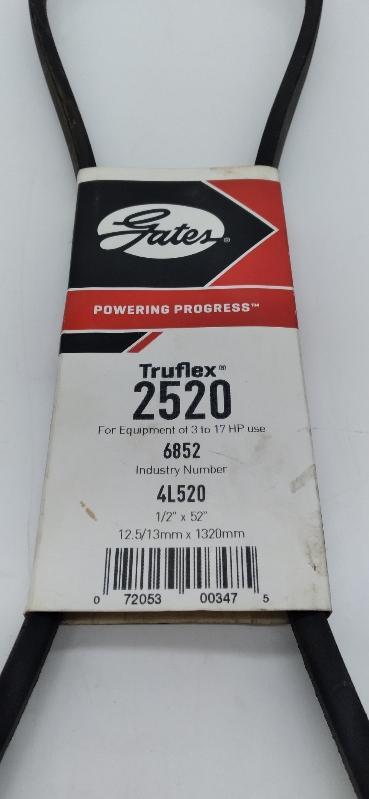 Gates®
POWERING PROGRESS™
Truflex®
2520
For Equipment of 3 to 17 HP use
6852
Industry Number
4L520
1/2" x 52"
12.5/13mm x 1320mm
0 72053 00347 5